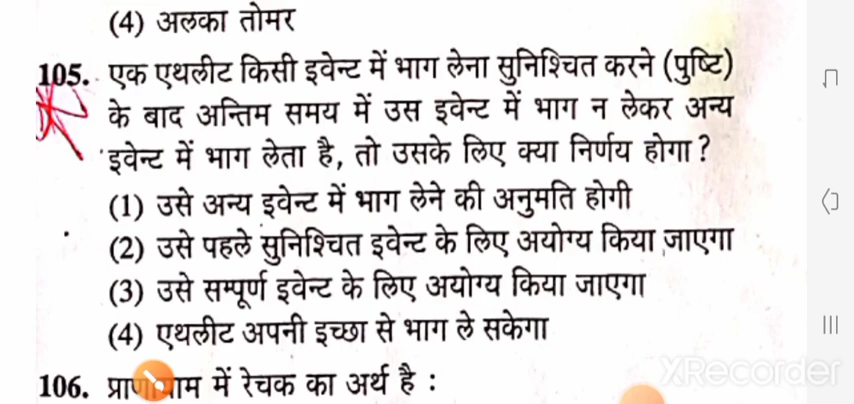 (4) अलका तोमर
105. एक एथलीट किसी इवेन्ट में भाग लेना सुनिश्चित करने (पुष्टि)
के बाद अन्तिम समय में उस इवेन्ट में भाग न लेकर अन्य
इवेन्ट में भाग लेता है, तो उसके लिए क्या निर्णय होगा ?
(1) उसे अन्य इवेन्ट में भाग लेने की अनुमति होगी
(2) उसे पहले सुनिश्चित इवेन्ट के लिए अयोग्य किया जाएगा
(3) उसे सम्पूर्ण इवेन्ट के लिए अयोग्य किया जाएगा
(4) एथलीट अपनी इच्छा से भाग ले सकेगा
106. प्राणायाम में रेचक का अर्थ है :
XRecorder